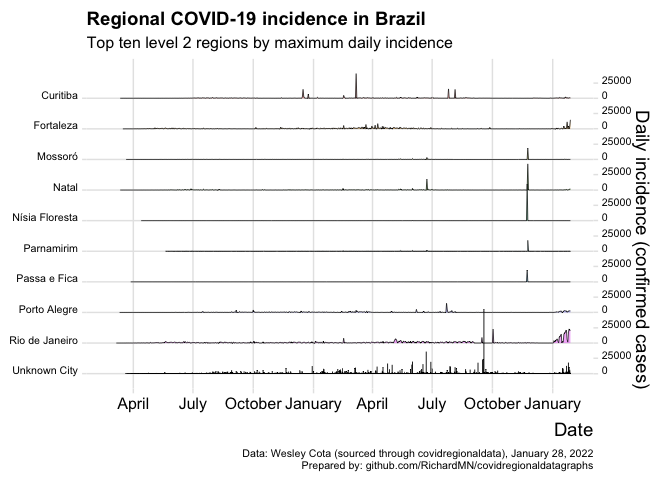 Regional COVID-19 incidence in Brazil
Top ten level 2 regions by maximum daily incidence
Curitiba
Fortaleza
Mossoró
Natal
Nísia Floresta
Parnamirim
Passa e Fica
Porto Alegre
Rio de Janeiro
Unknown City
25000
0
25000
0
25000
0
25000
0
25000
0
25000
0
25000
0
25000
0
25000
0
25000
0
Daily incidence (confirmed cases)
April July October January April July October January
Date
Data: Wesley Cota (sourced through covidregionaldata), January 28, 2022
Prepared by: github.com/RichardMN/covidregionaldatagraphs